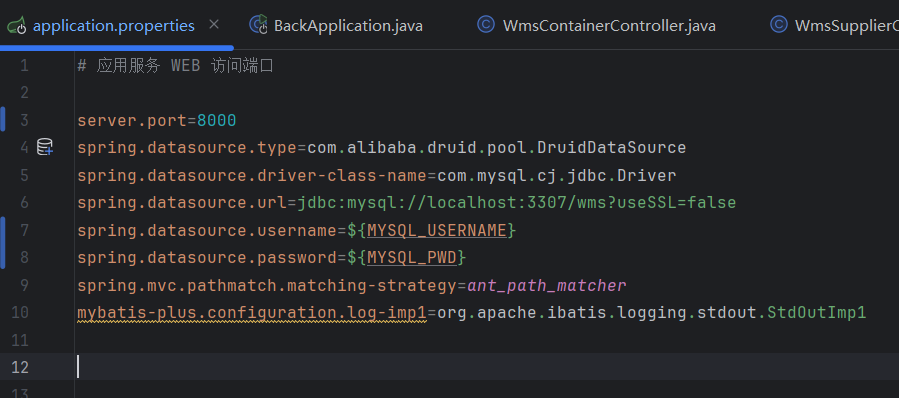 application.properties × BackApplication.java WmsContainerController.java WmsSupplierC
1 # 应用服务 WEB 访问端口
2
3 server.port=8000
4 spring.datasource.type=com.alibaba.druid.pool.DruidDataSource
5 spring.datasource.driver-class-name=com.mysql.cj.jdbc.Driver
6 spring.datasource.url=jdbc:mysql://localhost:3307/wms?useSSL=false
7 spring.datasource.username=${MYSQL_USERNAME}
8 spring.datasource.password=${MYSQL_PWD}
9 spring.mvc.pathmatch.matching-strategy=ant_path_matcher
10 mybatis-plus.configuration.log-imp1=org.apache.ibatis.logging.stdout.StdOutImp1
11
12
13